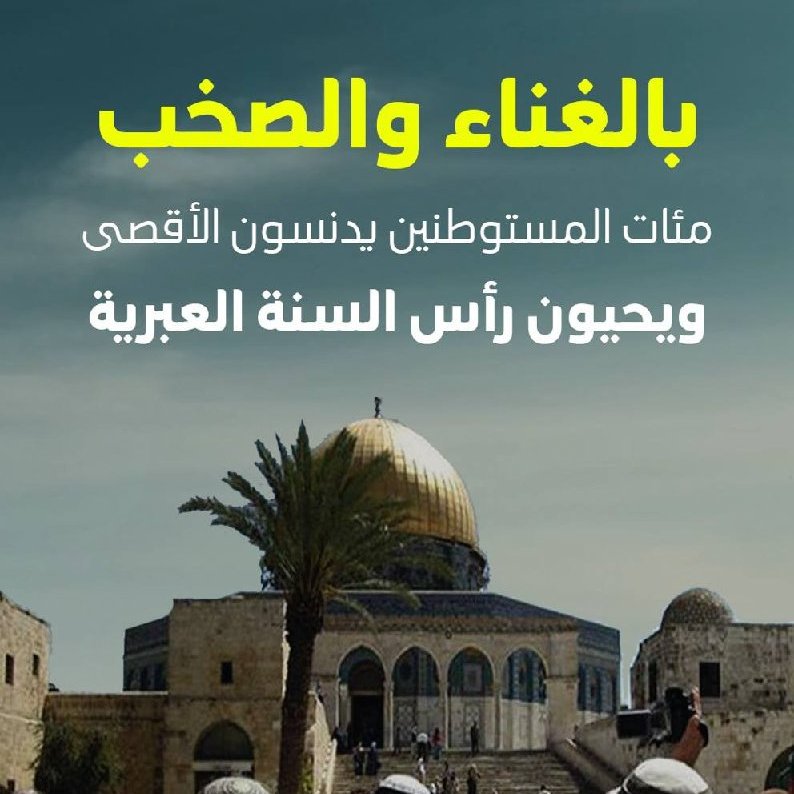 بالغناء والصخب
مئات المستوطنين يدنسون الأقصى
ويحيون رأس السنة العبرية